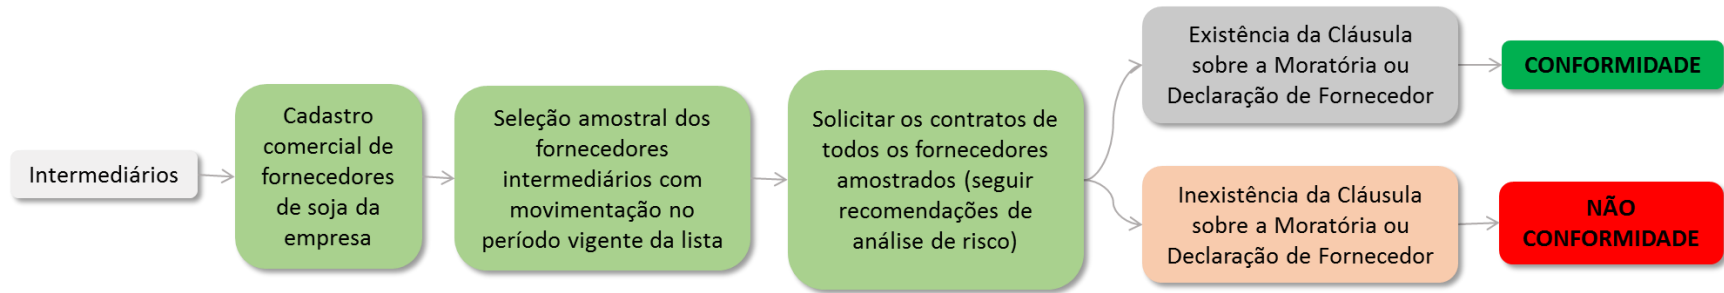 Intermediários
Cadastro
comercial de
fornecedores
de soja da
empresa
Seleção amostral dos
fornecedores
intermediários com
movimentação no
período vigente da lista
Solicitar os contratos de
todos os fornecedores
amostrados (seguir
recomendações de
análise de risco)
Existência da Cláusula
sobre a Moratória ou
Declaração de Fornecedor
CONFORMIDADE
Inexistência da Cláusula
sobre a Moratória ou
Declaração de Fornecedor
NÃO
CONFORMIDADE